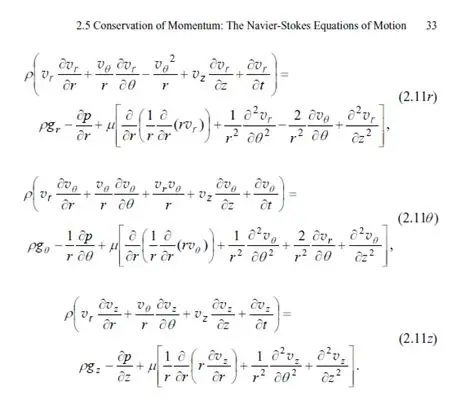 2.5 Conservation of Momentum: The Navier-Stokes Equations of Motion 33
ρ(v_r ∂v_r/∂r + v_θ/r ∂v_r/∂θ − v_θ²/r + v_z ∂v_r/∂z + ∂v_r/∂t) =
ρg_r − ∂p/∂r + μ[∂/∂r(1/r ∂/∂r(rv_r)) + 1/r² ∂²v_r/∂θ² − 2/r² ∂v_θ/∂θ + ∂²v_r/∂z²], (2.11r)
ρ(v_r ∂v_θ/∂r + v_θ/r ∂v_θ/∂θ + v_r v_θ/r + v_z ∂v_θ/∂z + ∂v_θ/∂t) =
ρg_θ − 1/r ∂p/∂θ + μ[∂/∂r(1/r ∂/∂r(rv_θ)) + 1/r² ∂²v_θ/∂θ² + 2/r² ∂v_r/∂θ + ∂²v_θ/∂z²], (2.11θ)
ρ(v_r ∂v_z/∂r + v_θ/r ∂v_z/∂θ + v_z ∂v_z/∂z + ∂v_z/∂t) =
ρg_z − ∂p/∂z + μ[1/r ∂/∂r(r ∂v_z/∂r) + 1/r² ∂²v_z/∂θ² + ∂²v_z/∂z²]. (2.11z)